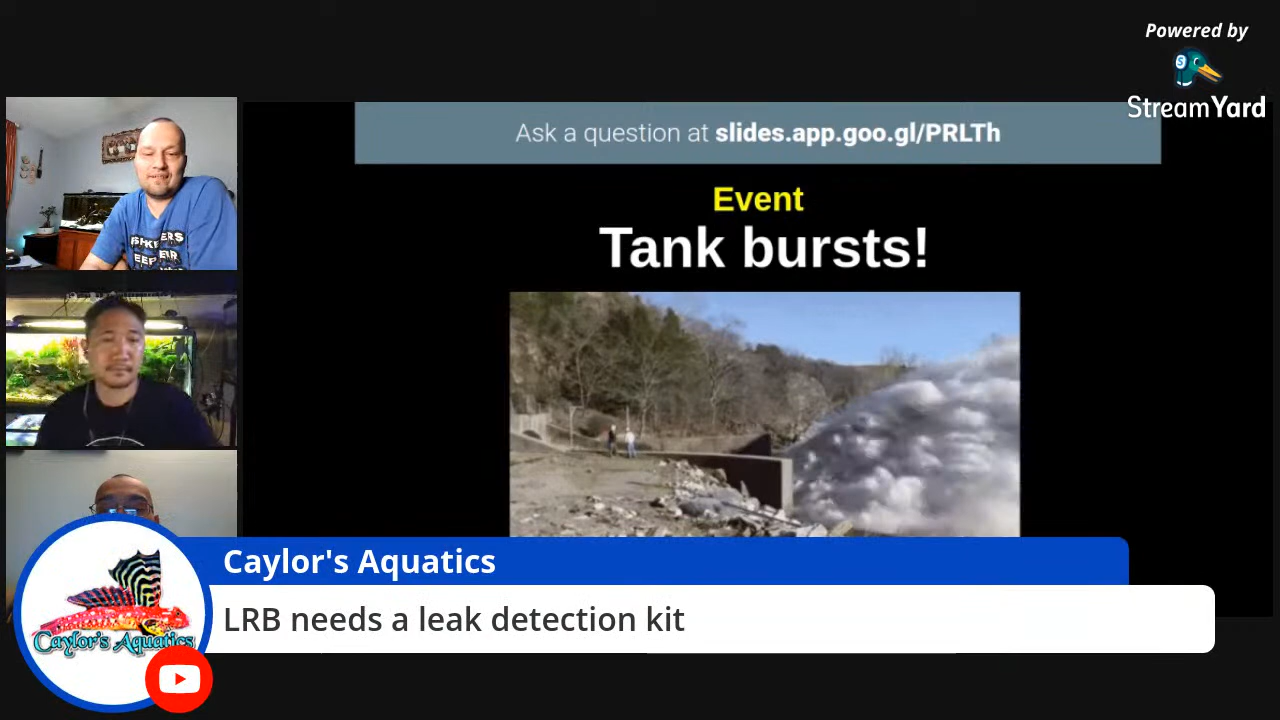 Powered by
StreamYard
Ask a question at slides.app.goo.gl/PRLTh
Event
Tank bursts!
Caylor's Aquatics
LRB needs a leak detection kit
Caylor's Aquatics